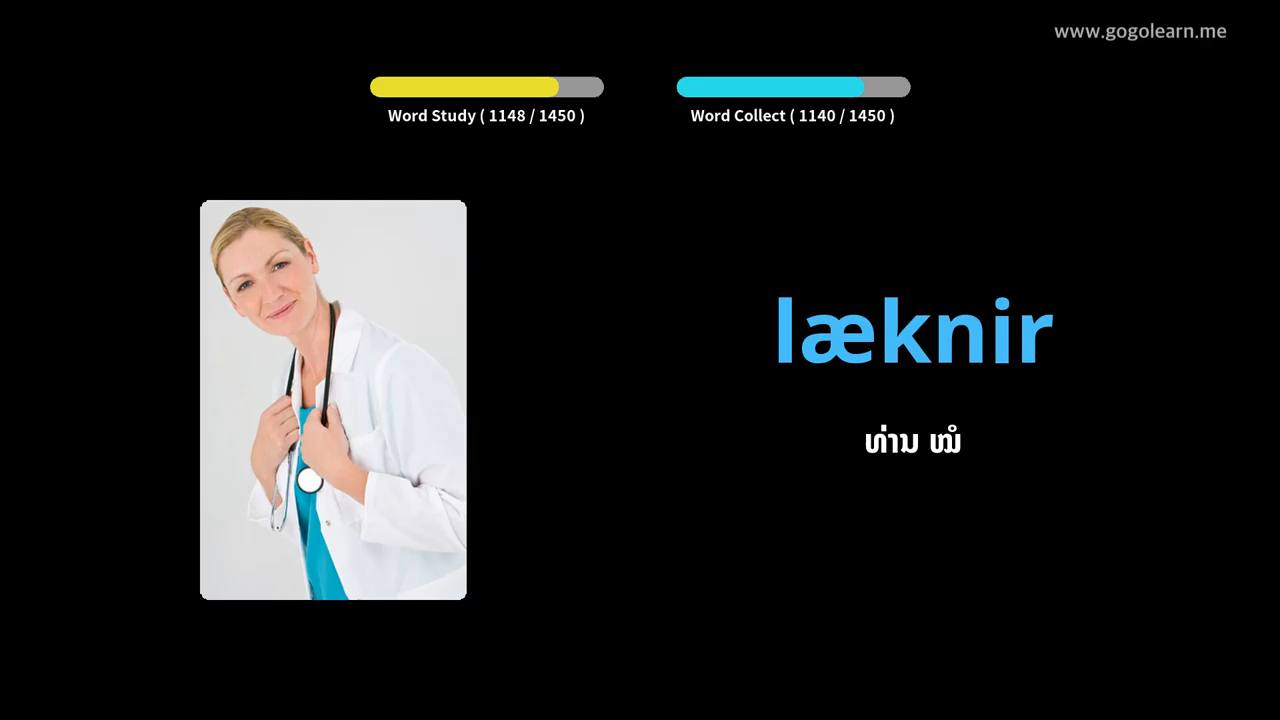 www.gogolearn.me
Word Study ( 1148 / 1450 )
Word Collect ( 1140 / 1450 )
læknir
ທ່ານ ໝໍ